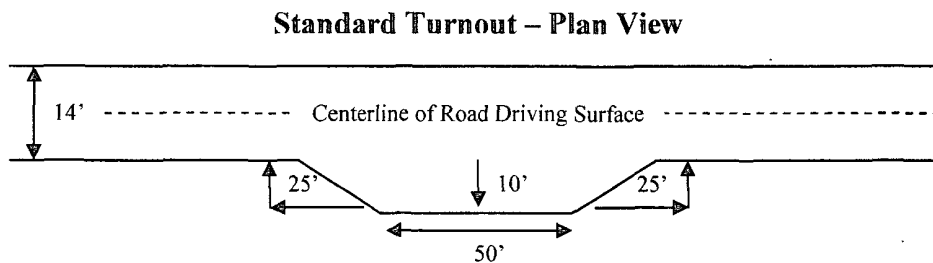 Standard Turnout – Plan View
14’
Centerline of Road Driving Surface
25’
10’
25’
50’